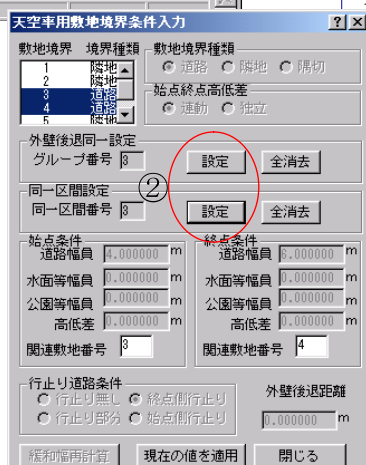 天空率用敷地境界条件入力
敷地境界 境界種類
1 隣地
2 隣地
3 道路
4 道路
5 隣地
敷地境界種類
道路 隣地 隅切
始点終点高低差
連動 独立
外壁後退同一設定
グループ番号 3 設定 全消去
②
同一区間設定
同一区間番号 3 設定 全消去
始点条件 終点条件
道路幅員 4.000000 m 道路幅員 6.000000 m
水面等幅員 0.000000 m 水面等幅員 0.000000 m
公園等幅員 0.000000 m 公園等幅員 0.000000 m
高低差 0.000000 m 高低差 0.000000 m
関連敷地番号 3 関連敷地番号 4
行止り道路条件
行止り無し 終点側行止り
行止り部分 始点側行止り
外壁後退距離
0.000000 m
緩和幅再計算 現在の値を適用 閉じる